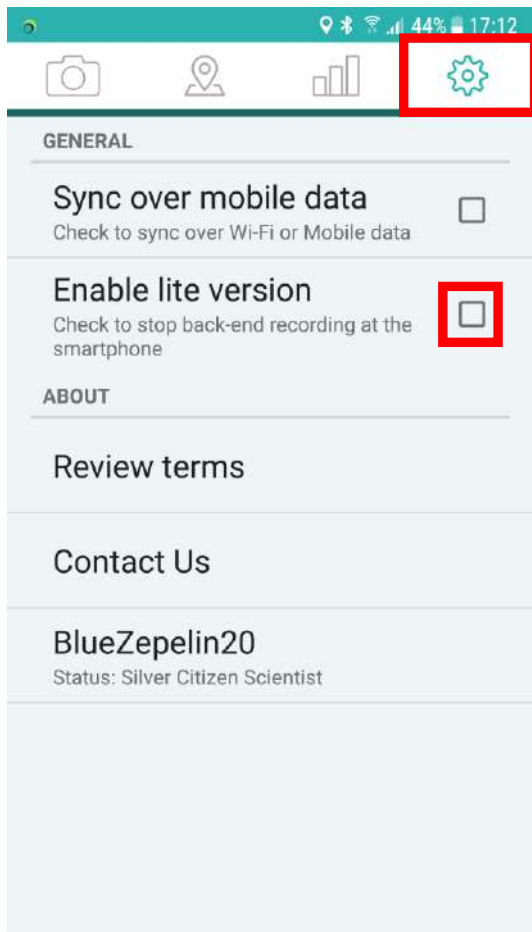 44% 17:12
GENERAL
Sync over mobile data
Check to sync over Wi-Fi or Mobile data
Enable lite version
Check to stop back-end recording at the
smartphone
ABOUT
Review terms
Contact Us
BlueZepelin20
Status: Silver Citizen Scientist